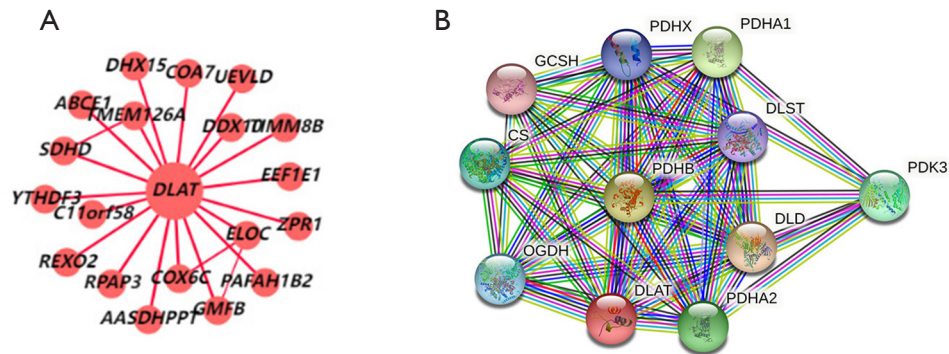 A
B
DHX15
COA7
UEVLD
ABCE1
TMEM126A
DDX10
TIMM8B
SDHD
EEF1E1
DLAT
YTHDF3
C11orf58
ZPR1
ELOC
REXO2
RPAP3
COX6C
PAFAH1B2
AASDHPPT
GMFB
PDHX
PDHA1
GCSH
DLST
CS
PDHB
PDK3
DLD
OGDH
DLAT
PDHA2